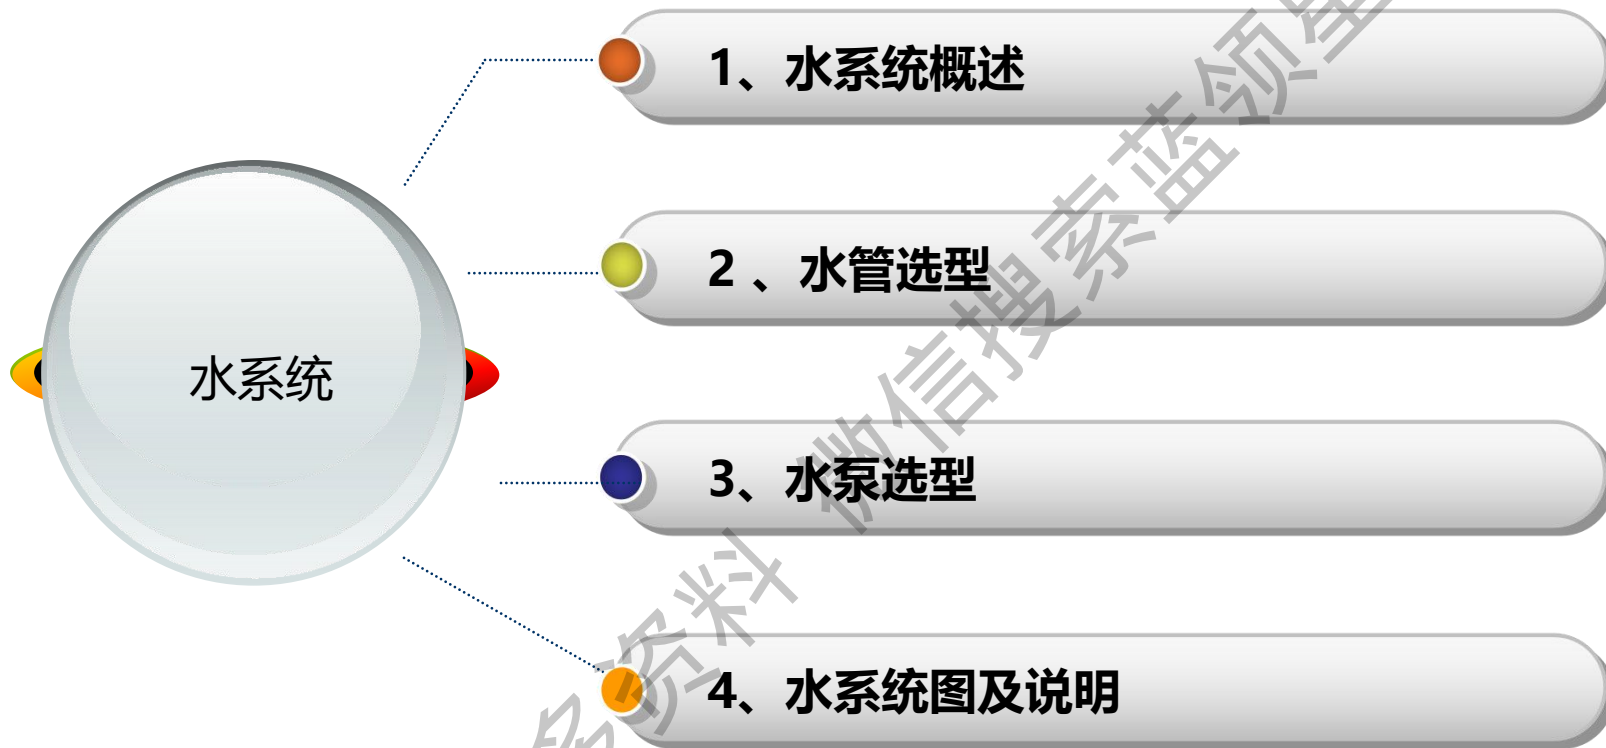 1、水系统概述
2 、水管选型
水系统
3、水泵选型
4、水系统图及说明
多资料 微信搜索蓝领星